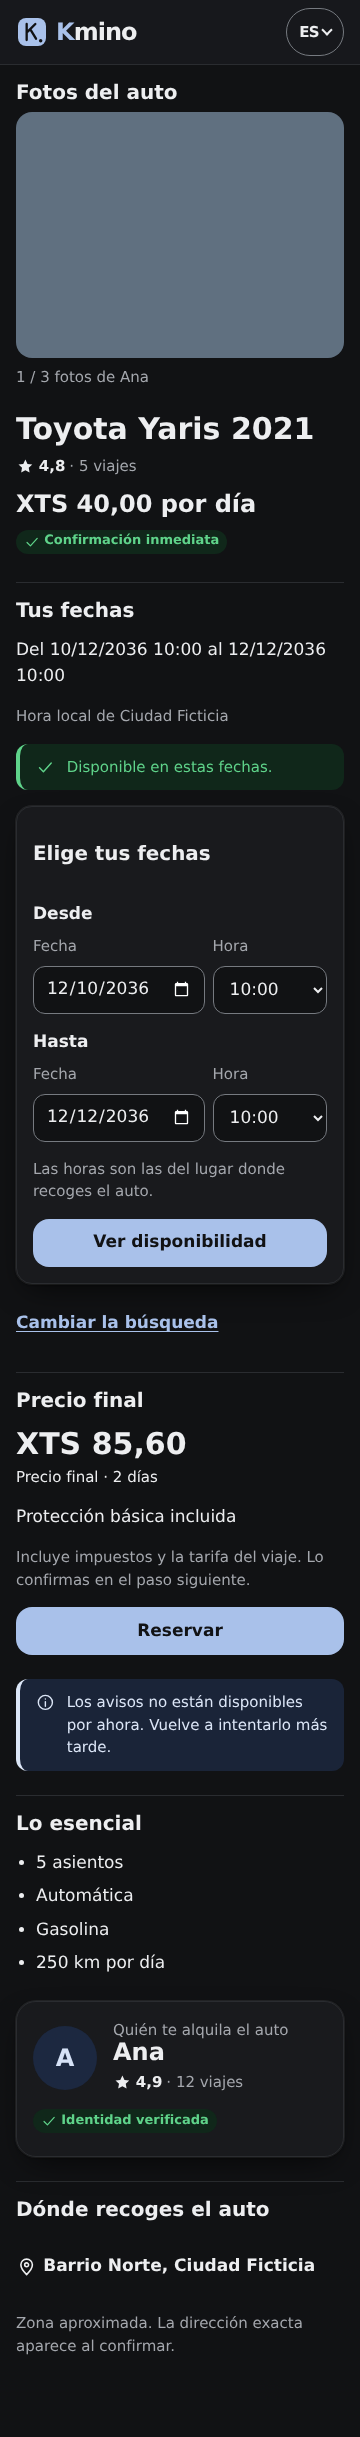 K. Kmino
ES
Fotos del auto
1 / 3 fotos de Ana
Toyota Yaris 2021
★ 4,8 · 5 viajes
XTS 40,00 por día
✓ Confirmación inmediata
Tus fechas
Del 10/12/2036 10:00 al 12/12/2036
10:00
Hora local de Ciudad Ficticia
✓ Disponible en estas fechas.
Elige tus fechas
Desde
Fecha Hora
12/10/2036 10:00
Hasta
Fecha Hora
12/12/2036 10:00
Las horas son las del lugar donde
recoges el auto.
Ver disponibilidad
Cambiar la búsqueda
Precio final
XTS 85,60
Precio final · 2 días
Protección básica incluida
Incluye impuestos y la tarifa del viaje. Lo
confirmas en el paso siguiente.
Reservar
Los avisos no están disponibles
por ahora. Vuelve a intentarlo más
tarde.
Lo esencial
• 5 asientos
• Automática
• Gasolina
• 250 km por día
A
Quién te alquila el auto
Ana
★ 4,9 · 12 viajes
✓ Identidad verificada
Dónde recoges el auto
Barrio Norte, Ciudad Ficticia
Zona aproximada. La dirección exacta
aparece al confirmar.